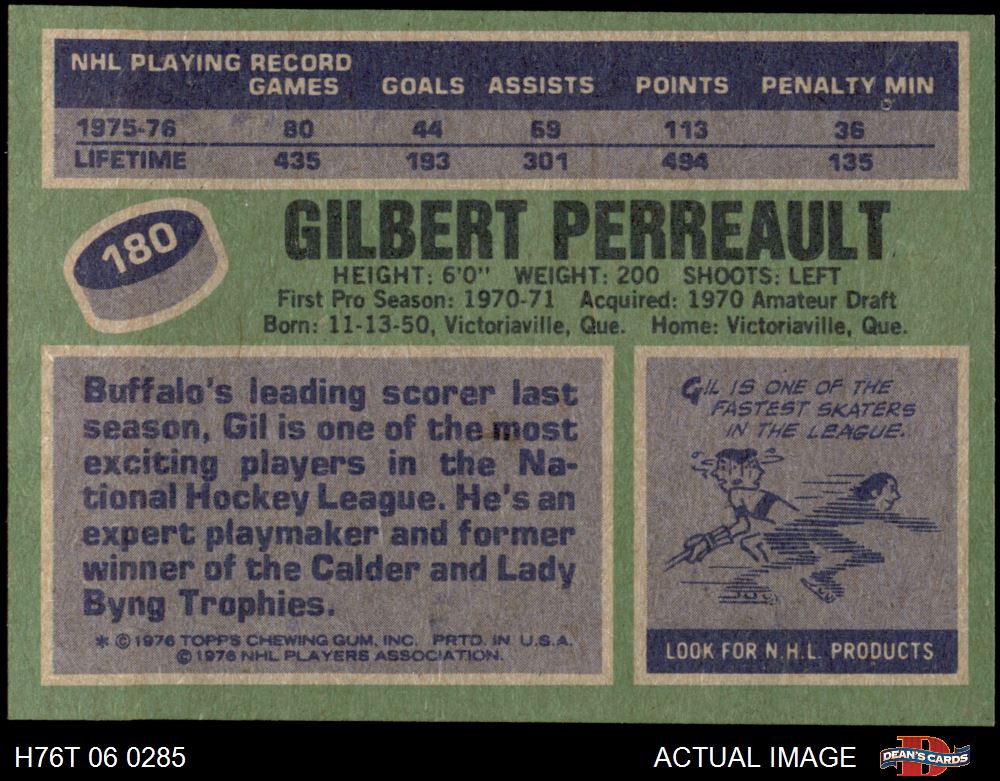 NHL PLAYING RECORD
GAMES GOALS ASSISTS POINTS PENALTY MIN
1975-76 80 44 69 113 36
LIFETIME 435 193 301 494 135
180
GILBERT PERREAULT
HEIGHT: 6'0" WEIGHT: 200 SHOOTS: LEFT
First Pro Season: 1970-71 Acquired: 1970 Amateur Draft
Born: 11-13-50, Victoriaville, Que. Home: Victoriaville, Que.
Buffalo's leading scorer last
season, Gil is one of the most
exciting players in the Na-
tional Hockey League. He's an
expert playmaker and former
winner of the Calder and Lady
Byng Trophies.
* © 1976 TOPPS CHEWING GUM, INC. PRTD. IN U.S.A.
© 1976 NHL PLAYERS ASSOCIATION.
GIL IS ONE OF THE
FASTEST SKATERS
IN THE LEAGUE.
LOOK FOR N.H.L. PRODUCTS
H76T 06 0285
ACTUAL IMAGE
DEAN'S CARDS